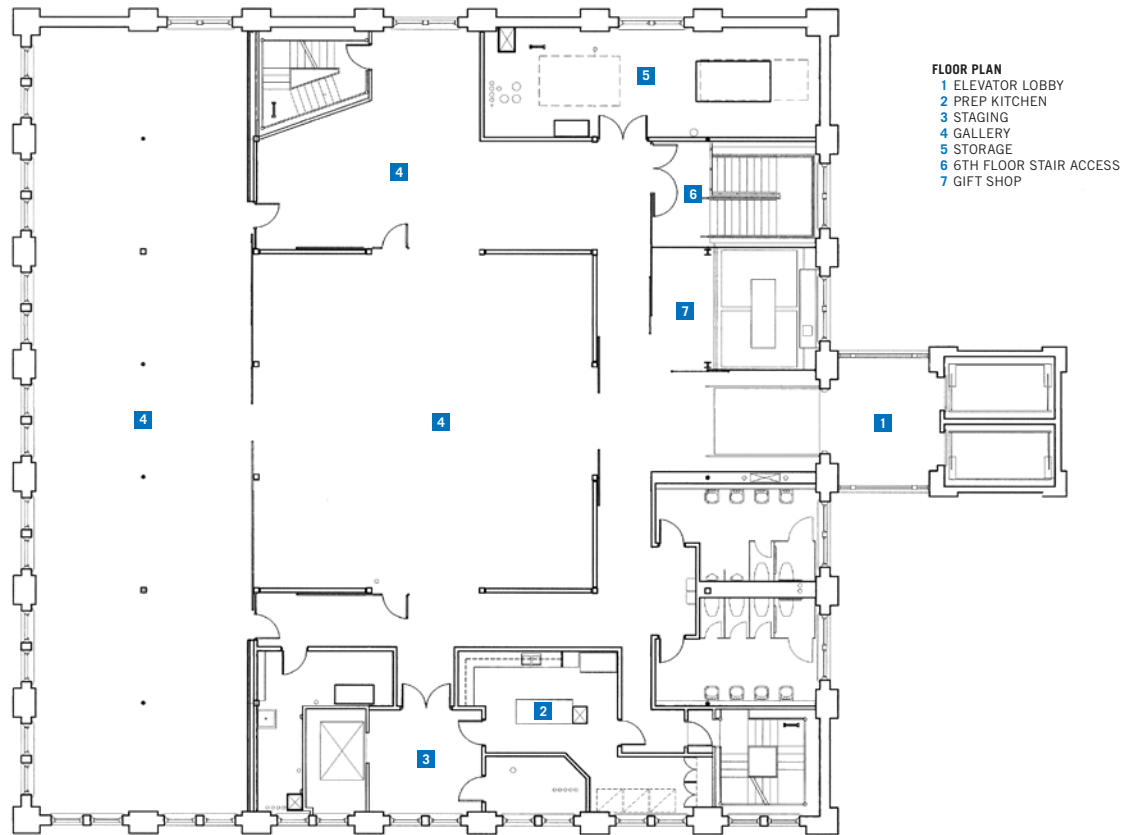 FLOOR PLAN
1 ELEVATOR LOBBY
2 PREP KITCHEN
3 STAGING
4 GALLERY
5 STORAGE
6 6TH FLOOR STAIR ACCESS
7 GIFT SHOP
5
4
6
7
4
4
1
2
3